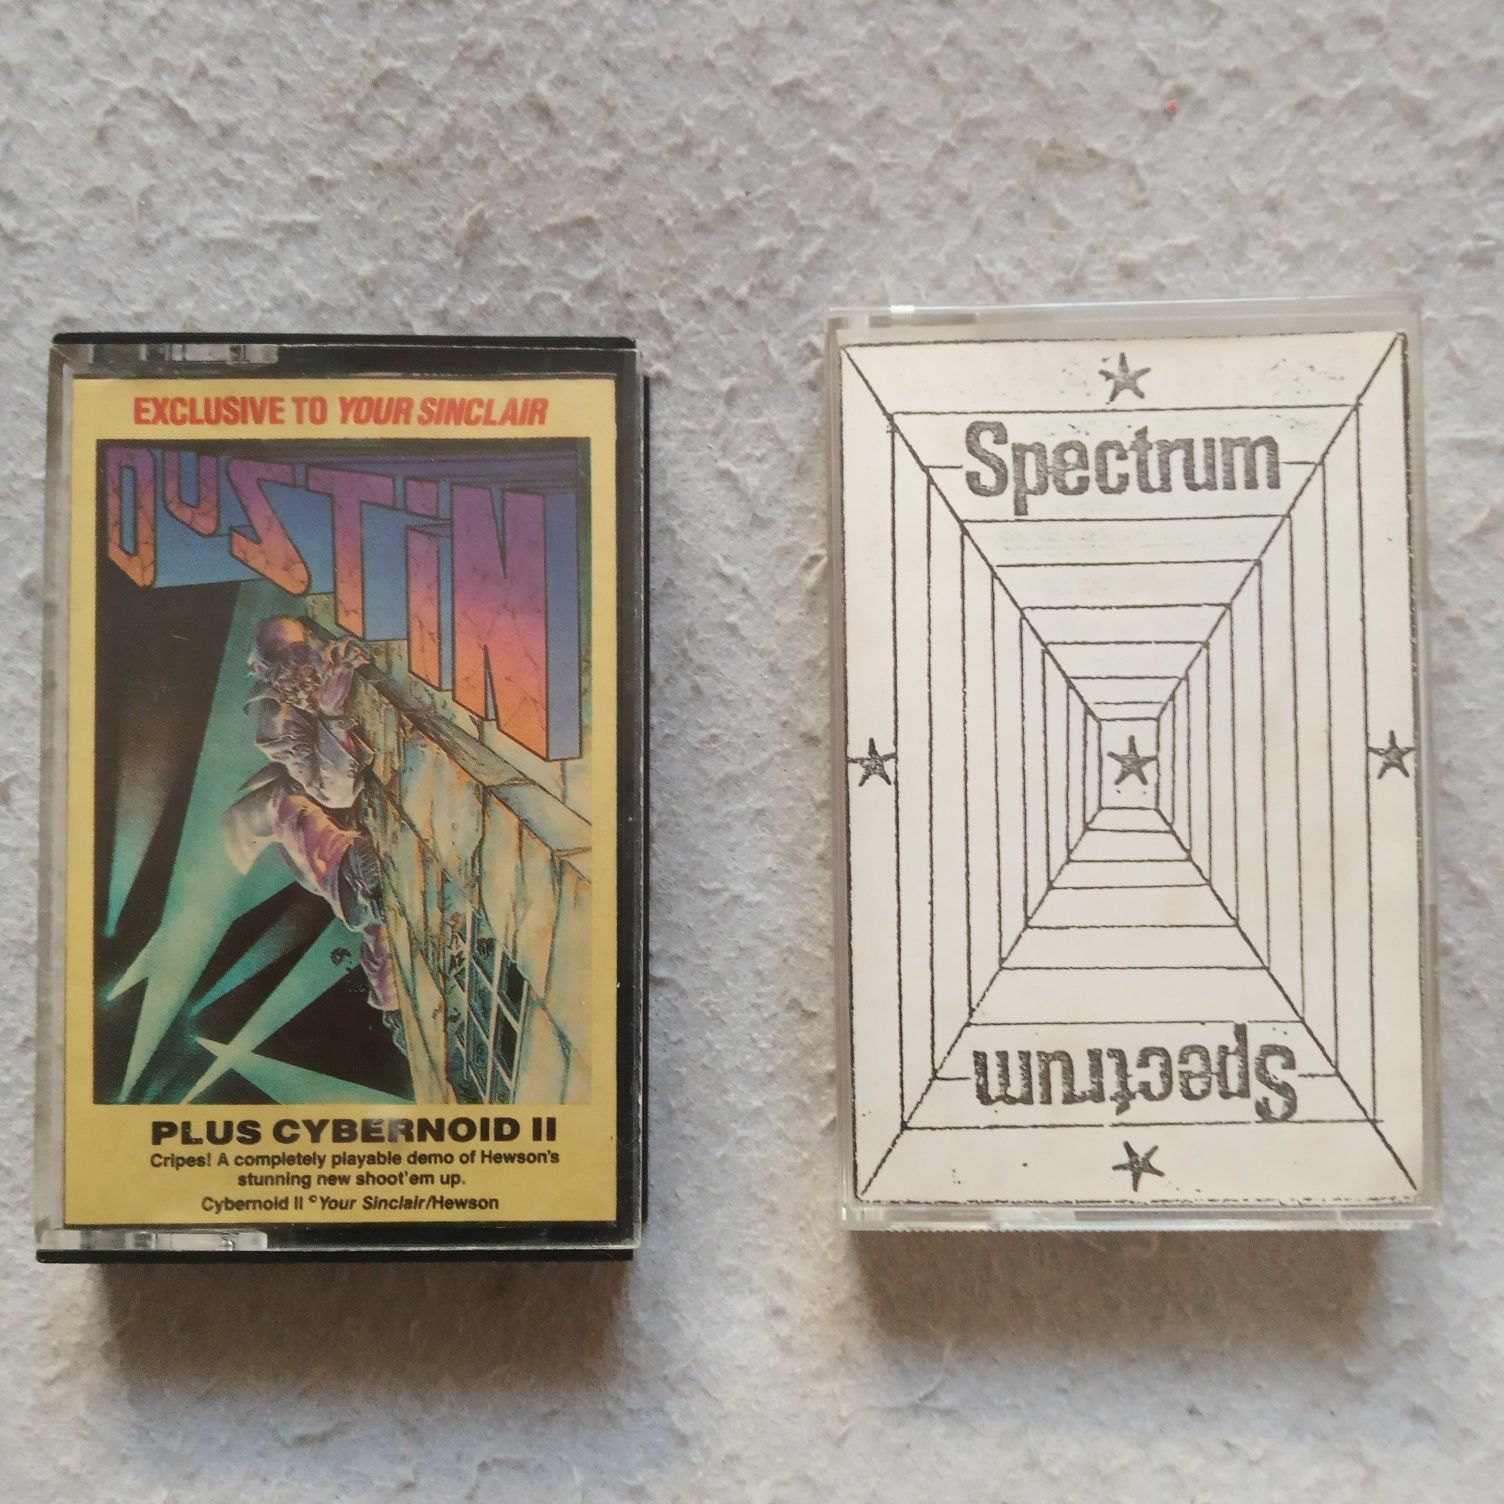 EXCLUSIVE TO YOUR SINCLAIR
DUSTiN
PLUS CYBERNOID II
Cripes! A completely playable demo of Hewson's
stunning new shoot'em up.
Cybernoid II © Your Sinclair/Hewson
Spectrum
Spectrum